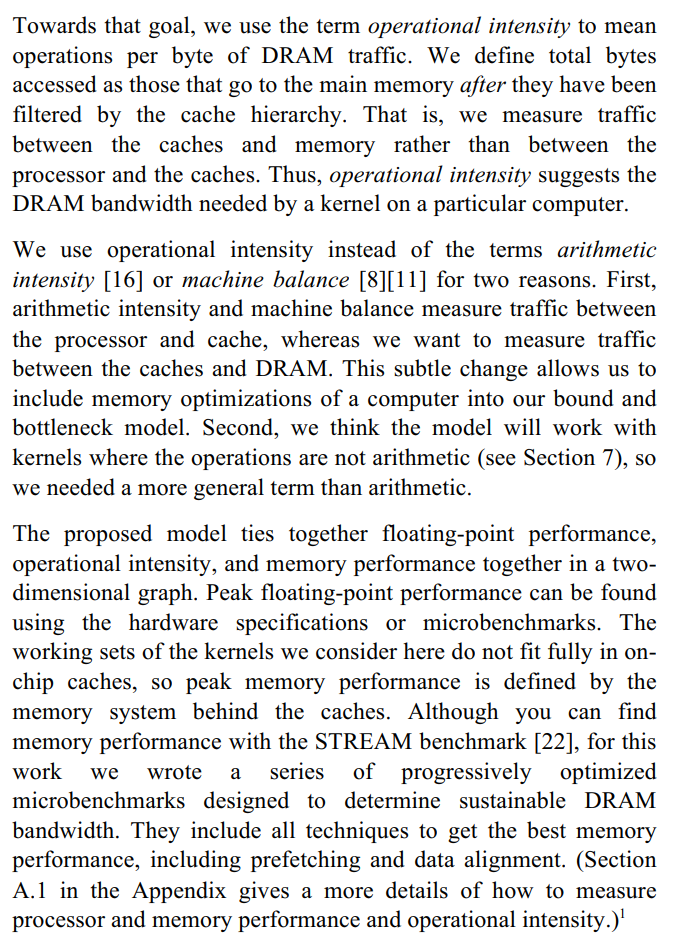 Towards that goal, we use the term operational intensity to mean
operations per byte of DRAM traffic. We define total bytes
accessed as those that go to the main memory after they have been
filtered by the cache hierarchy. That is, we measure traffic
between the caches and memory rather than between the
processor and the caches. Thus, operational intensity suggests the
DRAM bandwidth needed by a kernel on a particular computer.
We use operational intensity instead of the terms arithmetic
intensity [16] or machine balance [8][11] for two reasons. First,
arithmetic intensity and machine balance measure traffic between
the processor and cache, whereas we want to measure traffic
between the caches and DRAM. This subtle change allows us to
include memory optimizations of a computer into our bound and
bottleneck model. Second, we think the model will work with
kernels where the operations are not arithmetic (see Section 7), so
we needed a more general term than arithmetic.
The proposed model ties together floating-point performance,
operational intensity, and memory performance together in a two-
dimensional graph. Peak floating-point performance can be found
using the hardware specifications or microbenchmarks. The
working sets of the kernels we consider here do not fit fully in on-
chip caches, so peak memory performance is defined by the
memory system behind the caches. Although you can find
memory performance with the STREAM benchmark [22], for this
work we wrote a series of progressively optimized
microbenchmarks designed to determine sustainable DRAM
bandwidth. They include all techniques to get the best memory
performance, including prefetching and data alignment. (Section
A.1 in the Appendix gives a more details of how to measure
processor and memory performance and operational intensity.)¹